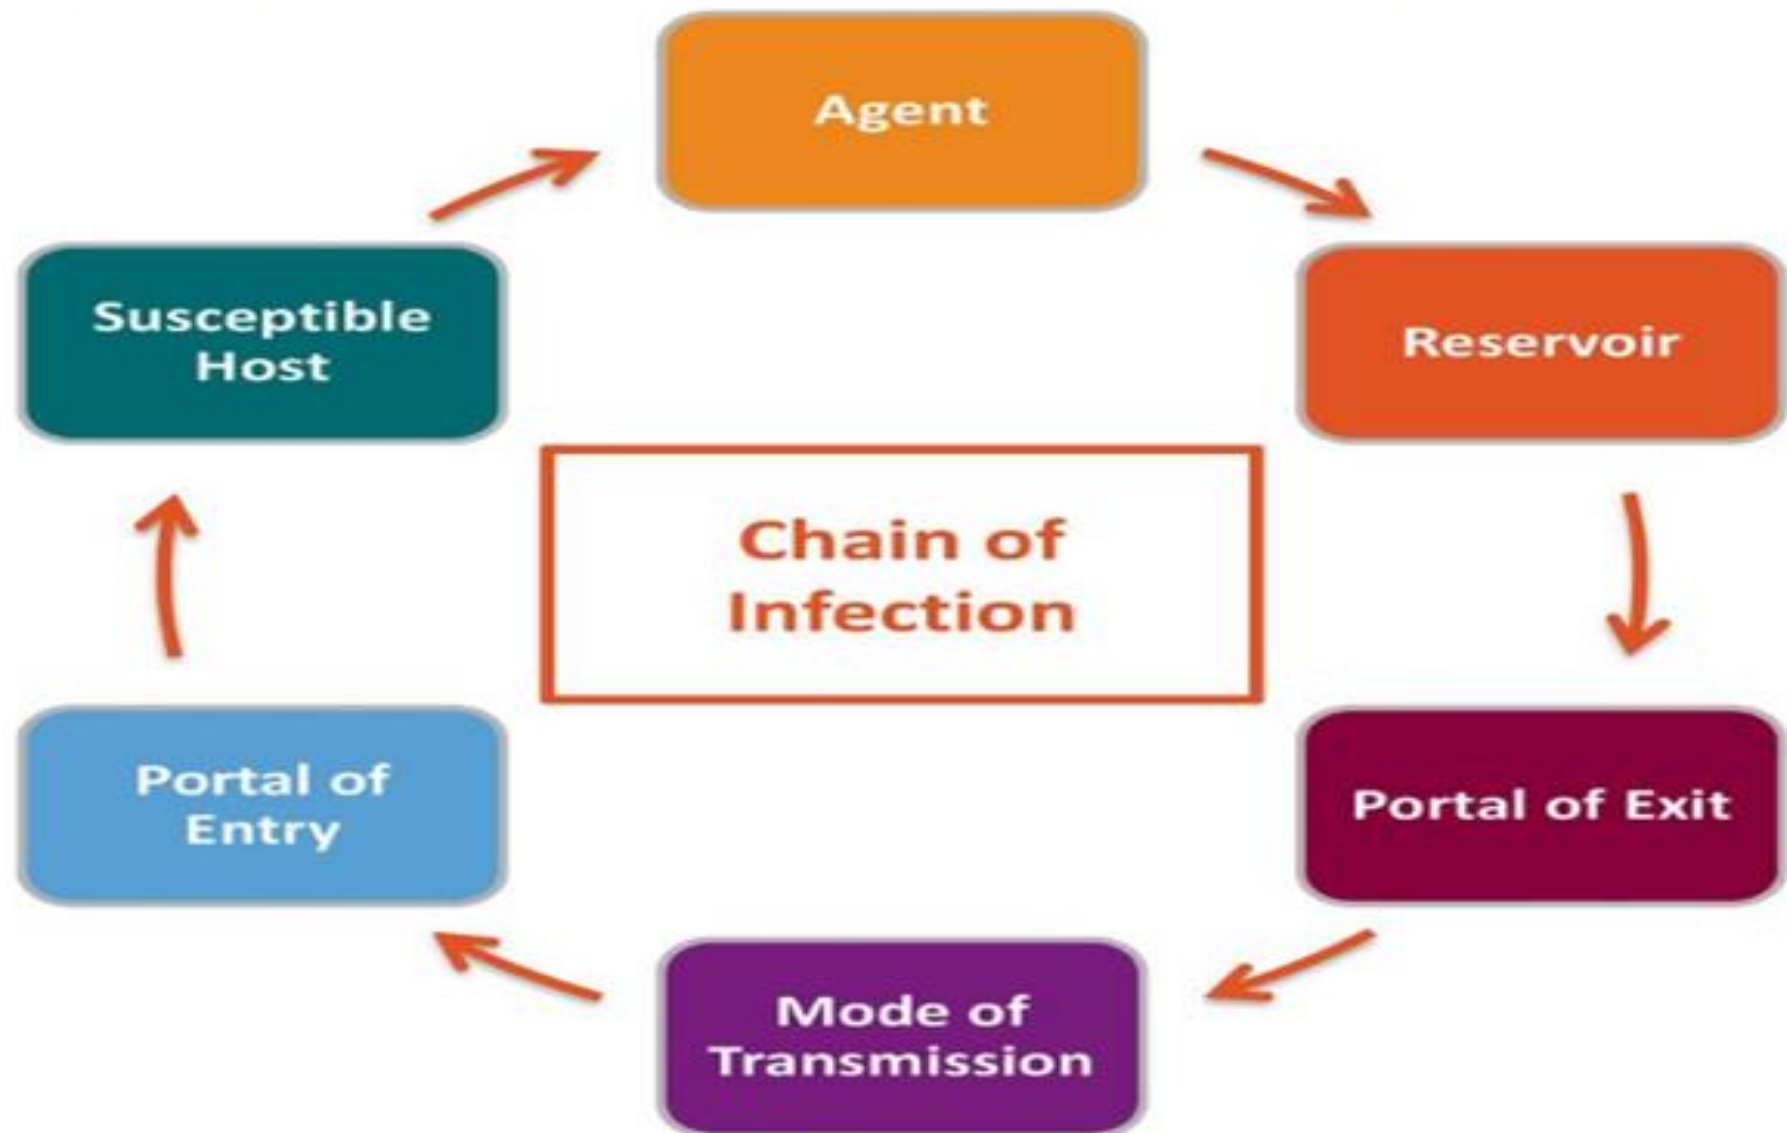 Agent
Reservoir
Portal of Exit
Mode of
Transmission
Portal of
Entry
Susceptible
Host
Chain of
Infection